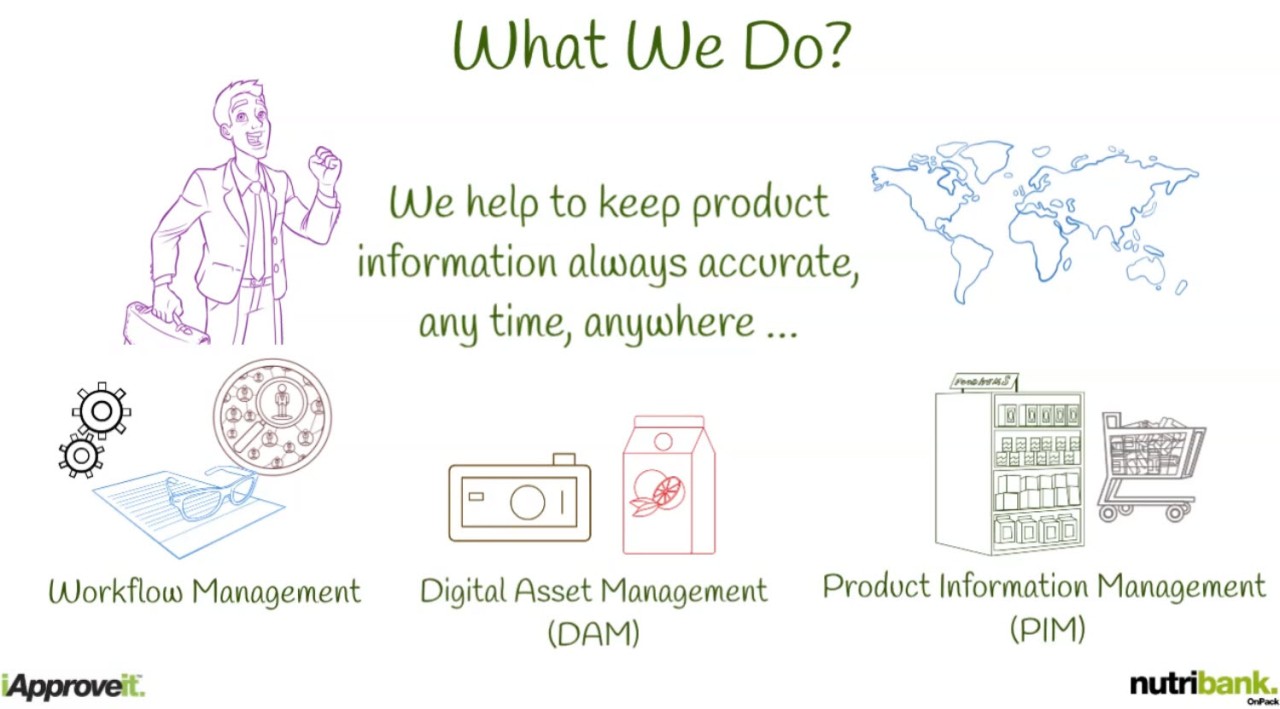 What We Do?
We help to keep product
information always accurate,
any time, anywhere ...
Workflow Management
Digital Asset Management
(DAM)
Product Information Management
(PIM)
iApproveit.
nutribank.
OnPack